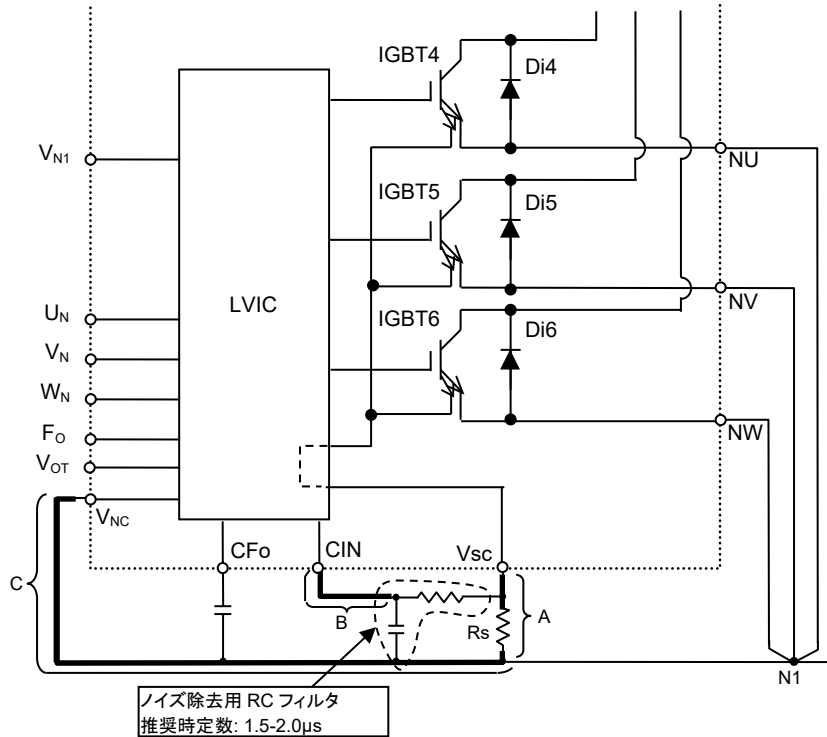 IGBT4
Di4
V_N1
NU
IGBT5
Di5
LVIC
NV
U_N
IGBT6
Di6
V_N
W_N
F_O
NW
V_OT
V_NC
CFo
CIN
Vsc
C
B
A
Rs
N1
ノイズ除去用 RC フィルタ
推奨時定数: 1.5-2.0µs